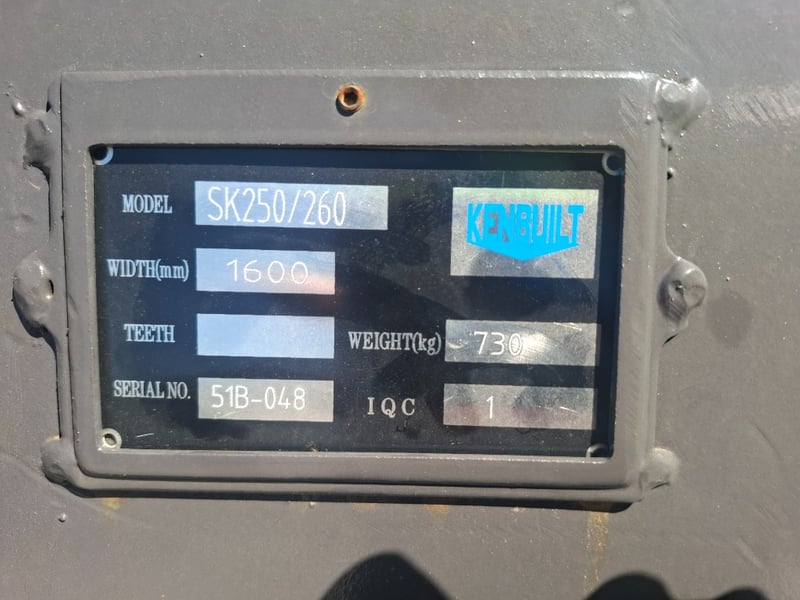 MODEL SK250/260
KENBUILT
WIDTH(mm) 1600
TEETH
WEIGHT(kg) 730
SERIAL NO. 51B-048
IQC 1